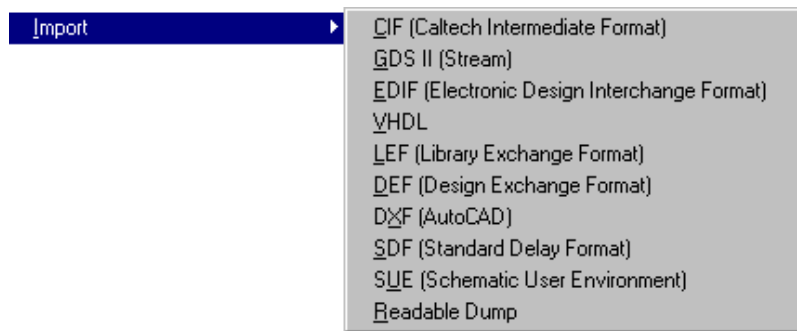 Import
CIF (Caltech Intermediate Format)
GDS II (Stream)
EDIF (Electronic Design Interchange Format)
VHDL
LEF (Library Exchange Format)
DEF (Design Exchange Format)
DXF (AutoCAD)
SDF (Standard Delay Format)
SUE (Schematic User Environment)
Readable Dump